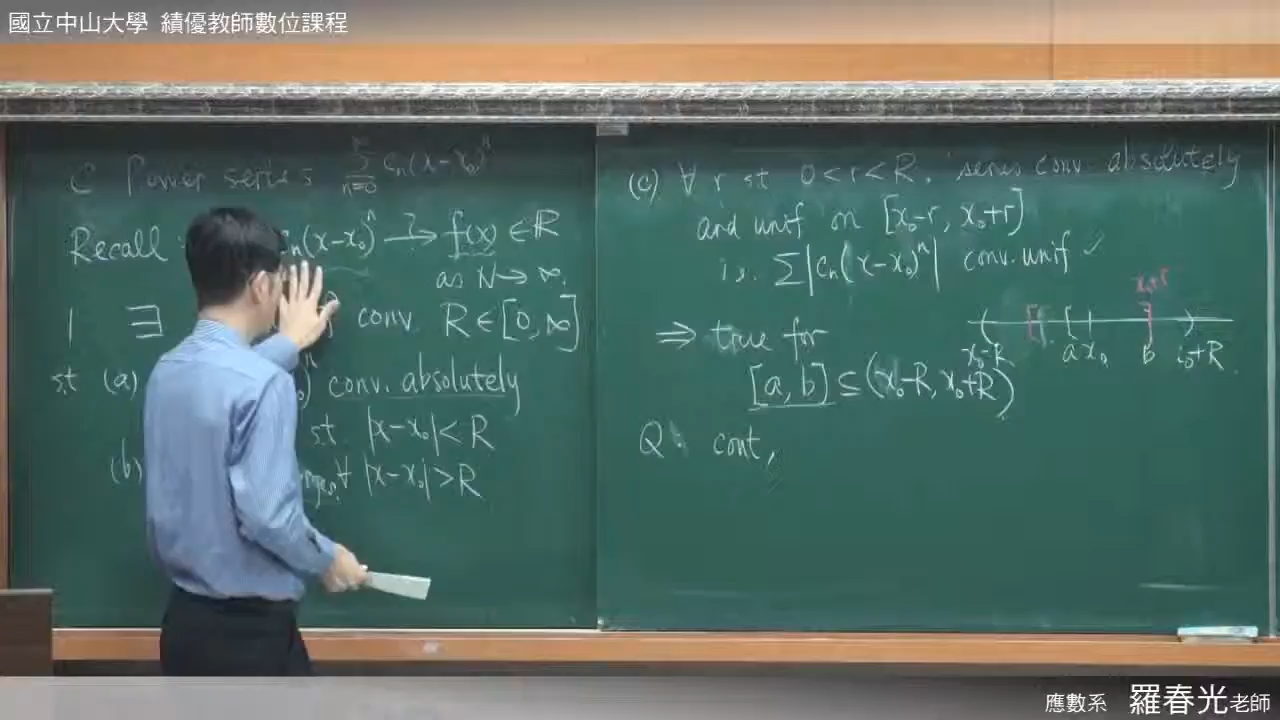 國立中山大學 績優教師數位課程
C Power series ∞ Σ n=0 Cn(x-x₀)ⁿ
Recall Cn(x-x₀)ⁿ →? f(x) ∈ ℝ
as N → ∞.
1 ∃ conv. R ∈ [0, ∞]
st (a) conv. absolutely
st |x-x₀| < R
(b) ∀ |x-x₀| > R
(c) ∀ r st 0 < r < R, series conv. absolutely
and unif on [x₀-r, x₀+r]
i.e. Σ|Cn(x-x₀)ⁿ| conv. unif ✓
x₀+r
⇒ true for
x₀-R a x₀ b x₀+R
[a, b] ⊆ (x₀-R, x₀+R)
Q: cont,
應數系 羅春光老師